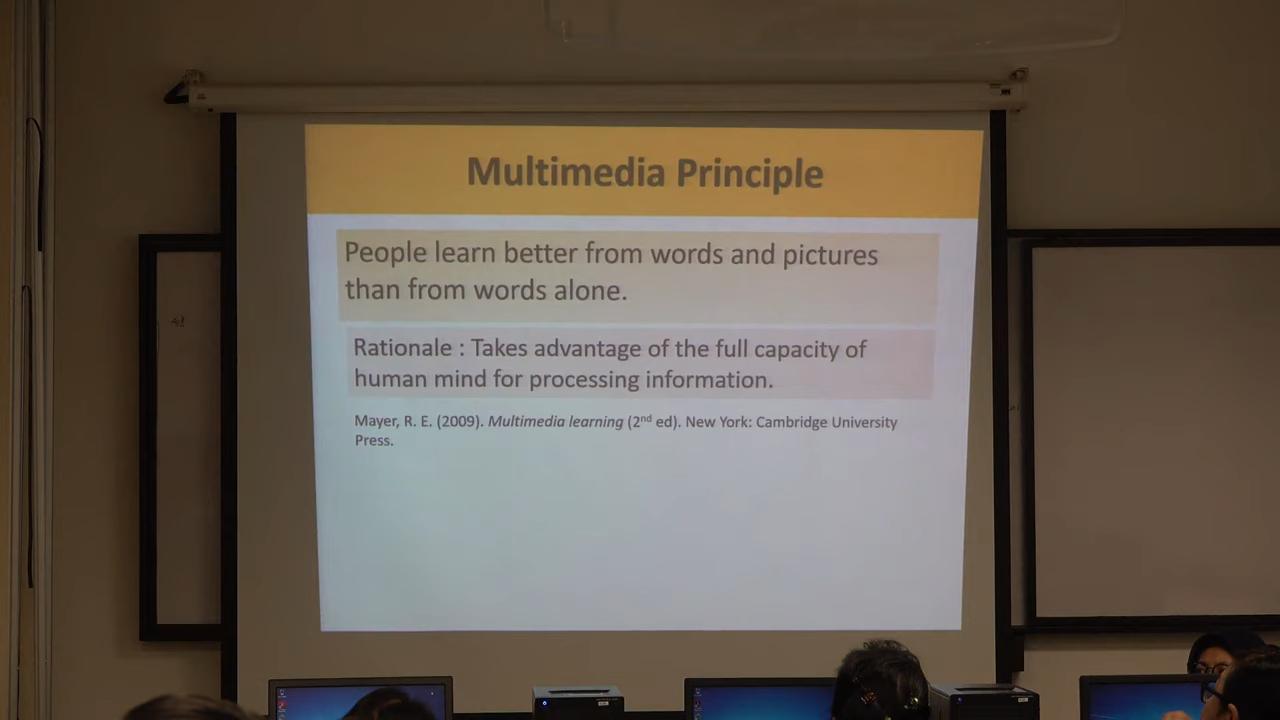 Multimedia Principle
People learn better from words and pictures
than from words alone.
Rationale : Takes advantage of the full capacity of
human mind for processing information.
Mayer, R. E. (2009). Multimedia learning (2nd ed). New York: Cambridge University
Press.